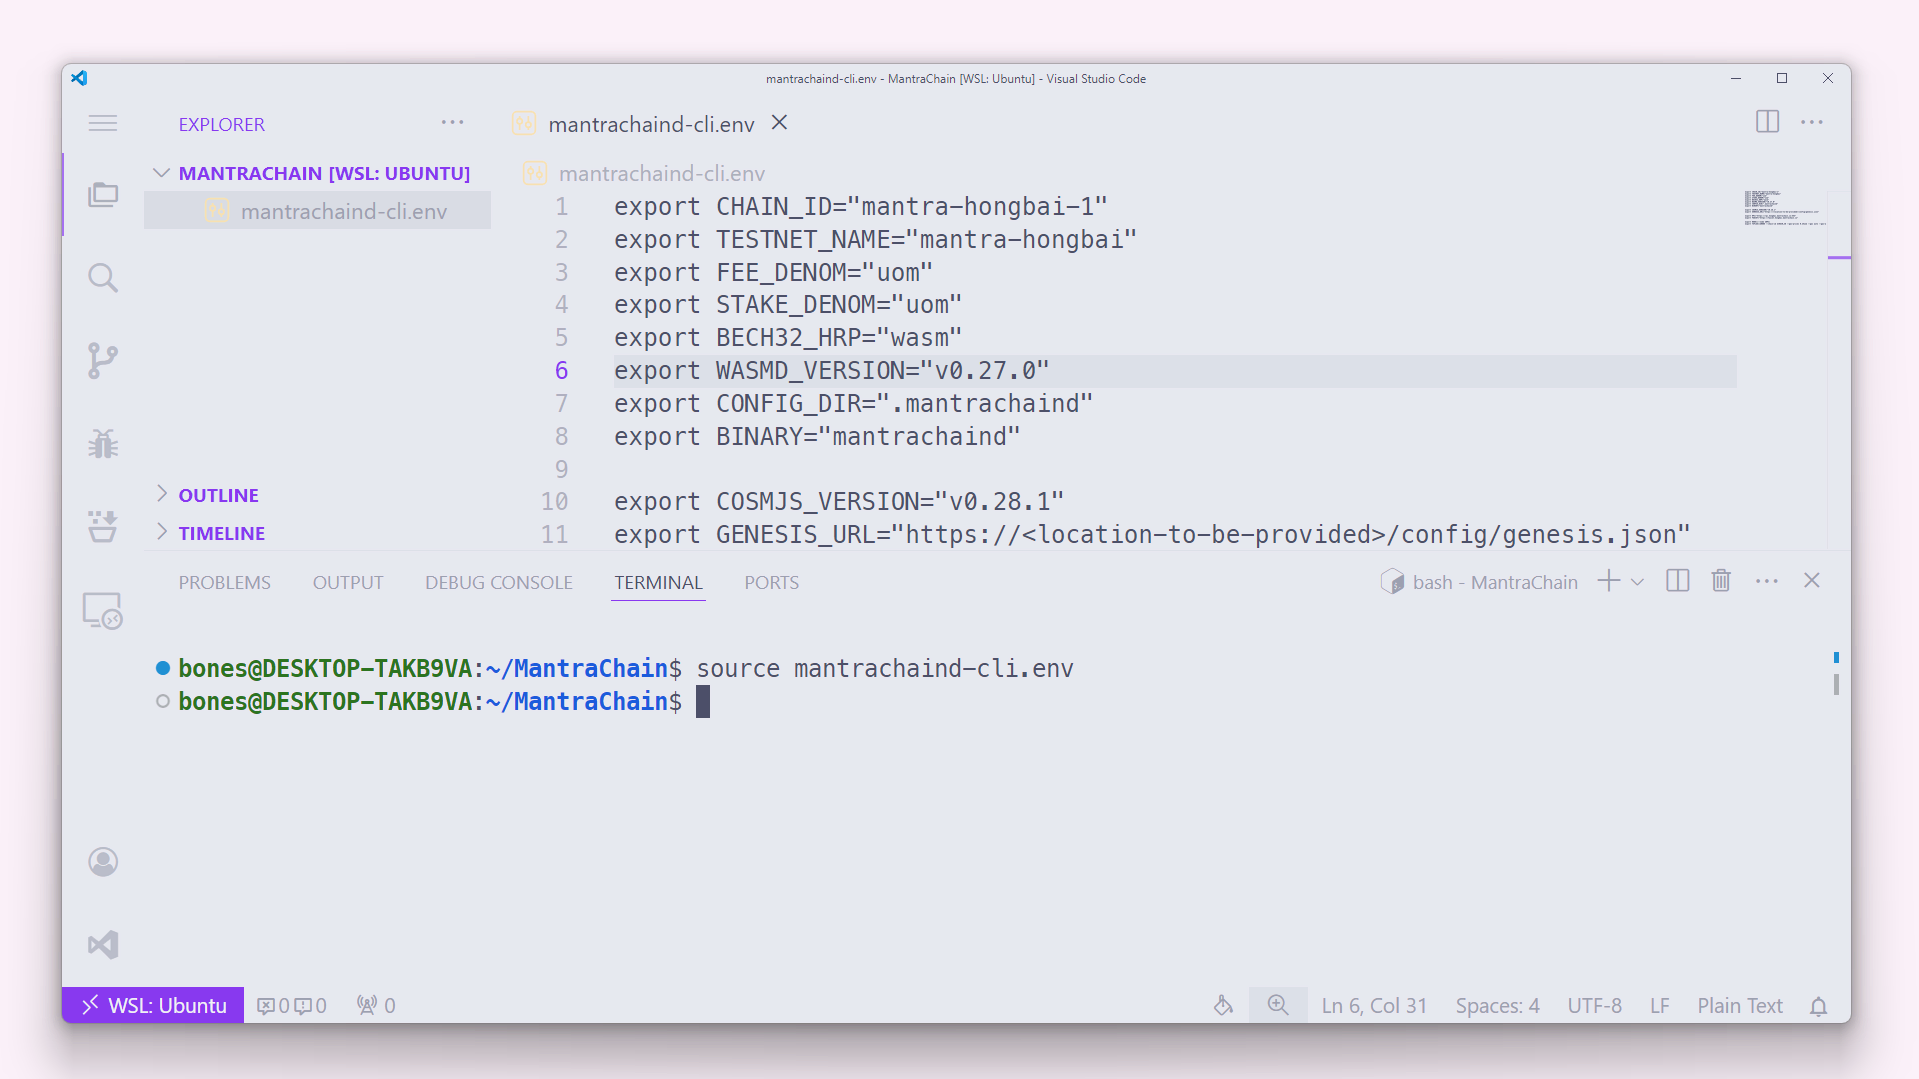 mantrachaind-cli.env - MantraChain [WSL: Ubuntu] - Visual Studio Code
EXPLORER
mantrachaind-cli.env
MANTRACHAIN [WSL: UBUNTU]
mantrachaind-cli.env
OUTLINE
TIMELINE
mantrachaind-cli.env
1 export CHAIN_ID="mantra-hongbai-1"
2 export TESTNET_NAME="mantra-hongbai"
3 export FEE_DENOM="uom"
4 export STAKE_DENOM="uom"
5 export BECH32_HRP="wasm"
6 export WASMD_VERSION="v0.27.0"
7 export CONFIG_DIR=".mantrachaind"
8 export BINARY="mantrachaind"
9
10 export COSMJS_VERSION="v0.28.1"
11 export GENESIS_URL="https://<location-to-be-provided>/config/genesis.json"
PROBLEMS OUTPUT DEBUG CONSOLE TERMINAL PORTS bash - MantraChain
bones@DESKTOP-TAKB9VA:~/MantraChain$ source mantrachaind-cli.env
bones@DESKTOP-TAKB9VA:~/MantraChain$
WSL: Ubuntu 0 0 0 Ln 6, Col 31 Spaces: 4 UTF-8 LF Plain Text